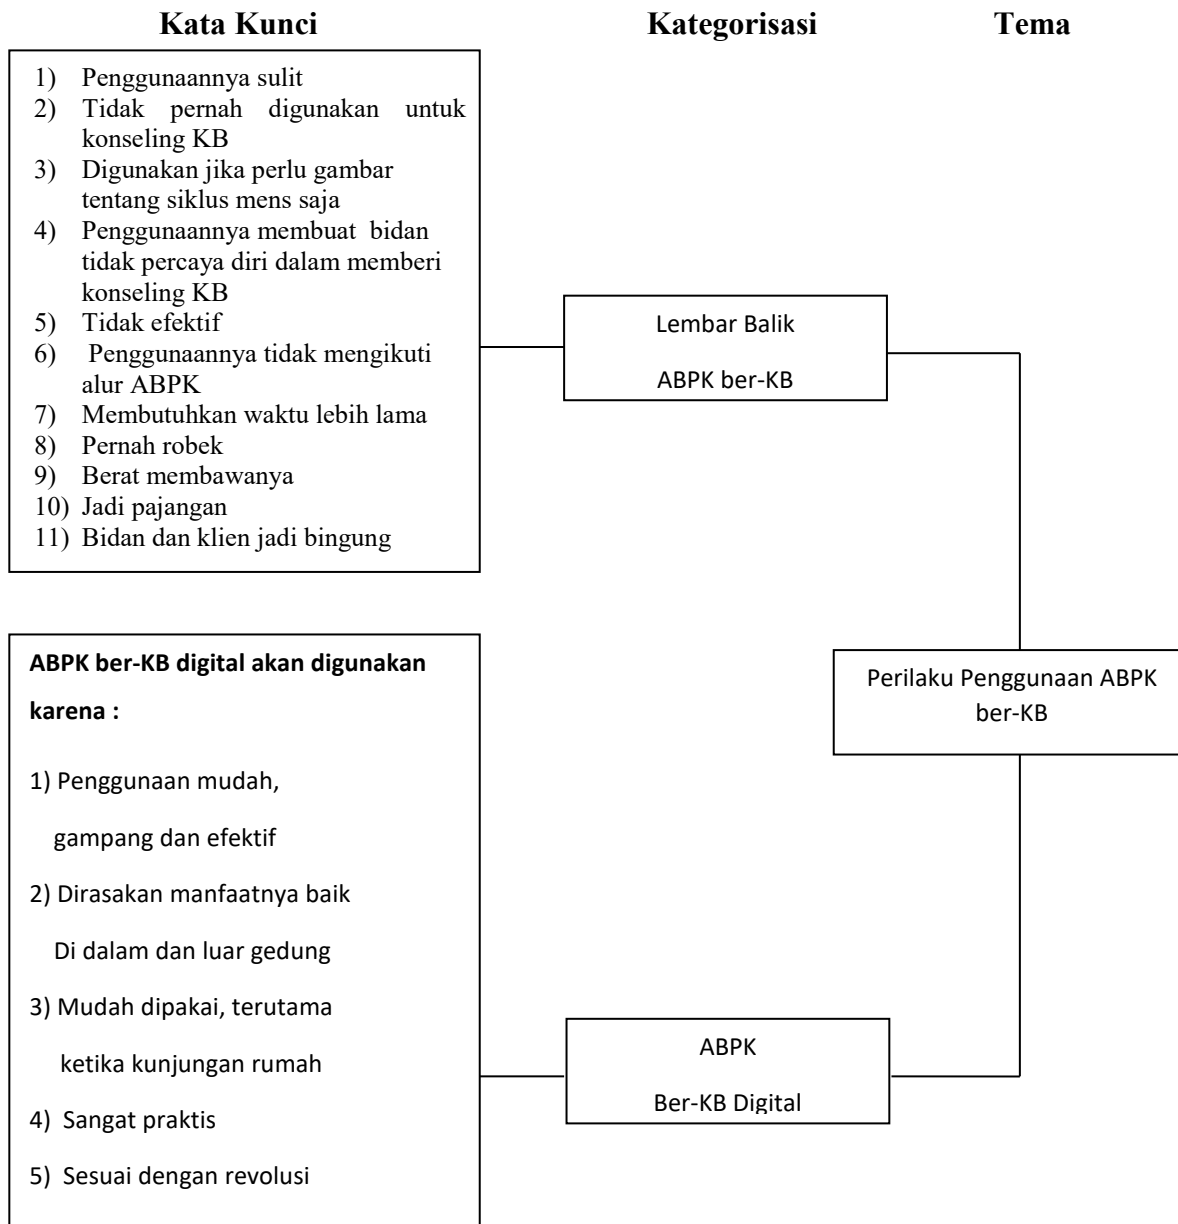 Kata Kunci
Kategorisasi
Tema
1) Penggunaannya sulit
2) Tidak pernah digunakan untuk
konseling KB
3) Digunakan jika perlu gambar
tentang siklus mens saja
4) Penggunaannya membuat bidan
tidak percaya diri dalam memberi
konseling KB
5) Tidak efektif
6) Penggunaannya tidak mengikuti
alur ABPK
7) Membutuhkan waktu lebih lama
8) Pernah robek
9) Berat membawanya
10) Jadi pajangan
11) Bidan dan klien jadi bingung
Lembar Balik
ABPK ber-KB
Perilaku Penggunaan ABPK
ber-KB
ABPK ber-KB digital akan digunakan
karena :
1) Penggunaan mudah,
gampang dan efektif
2) Dirasakan manfaatnya baik
Di dalam dan luar gedung
3) Mudah dipakai, terutama
ketika kunjungan rumah
4) Sangat praktis
5) Sesuai dengan revolusi
ABPK
Ber-KB Digital